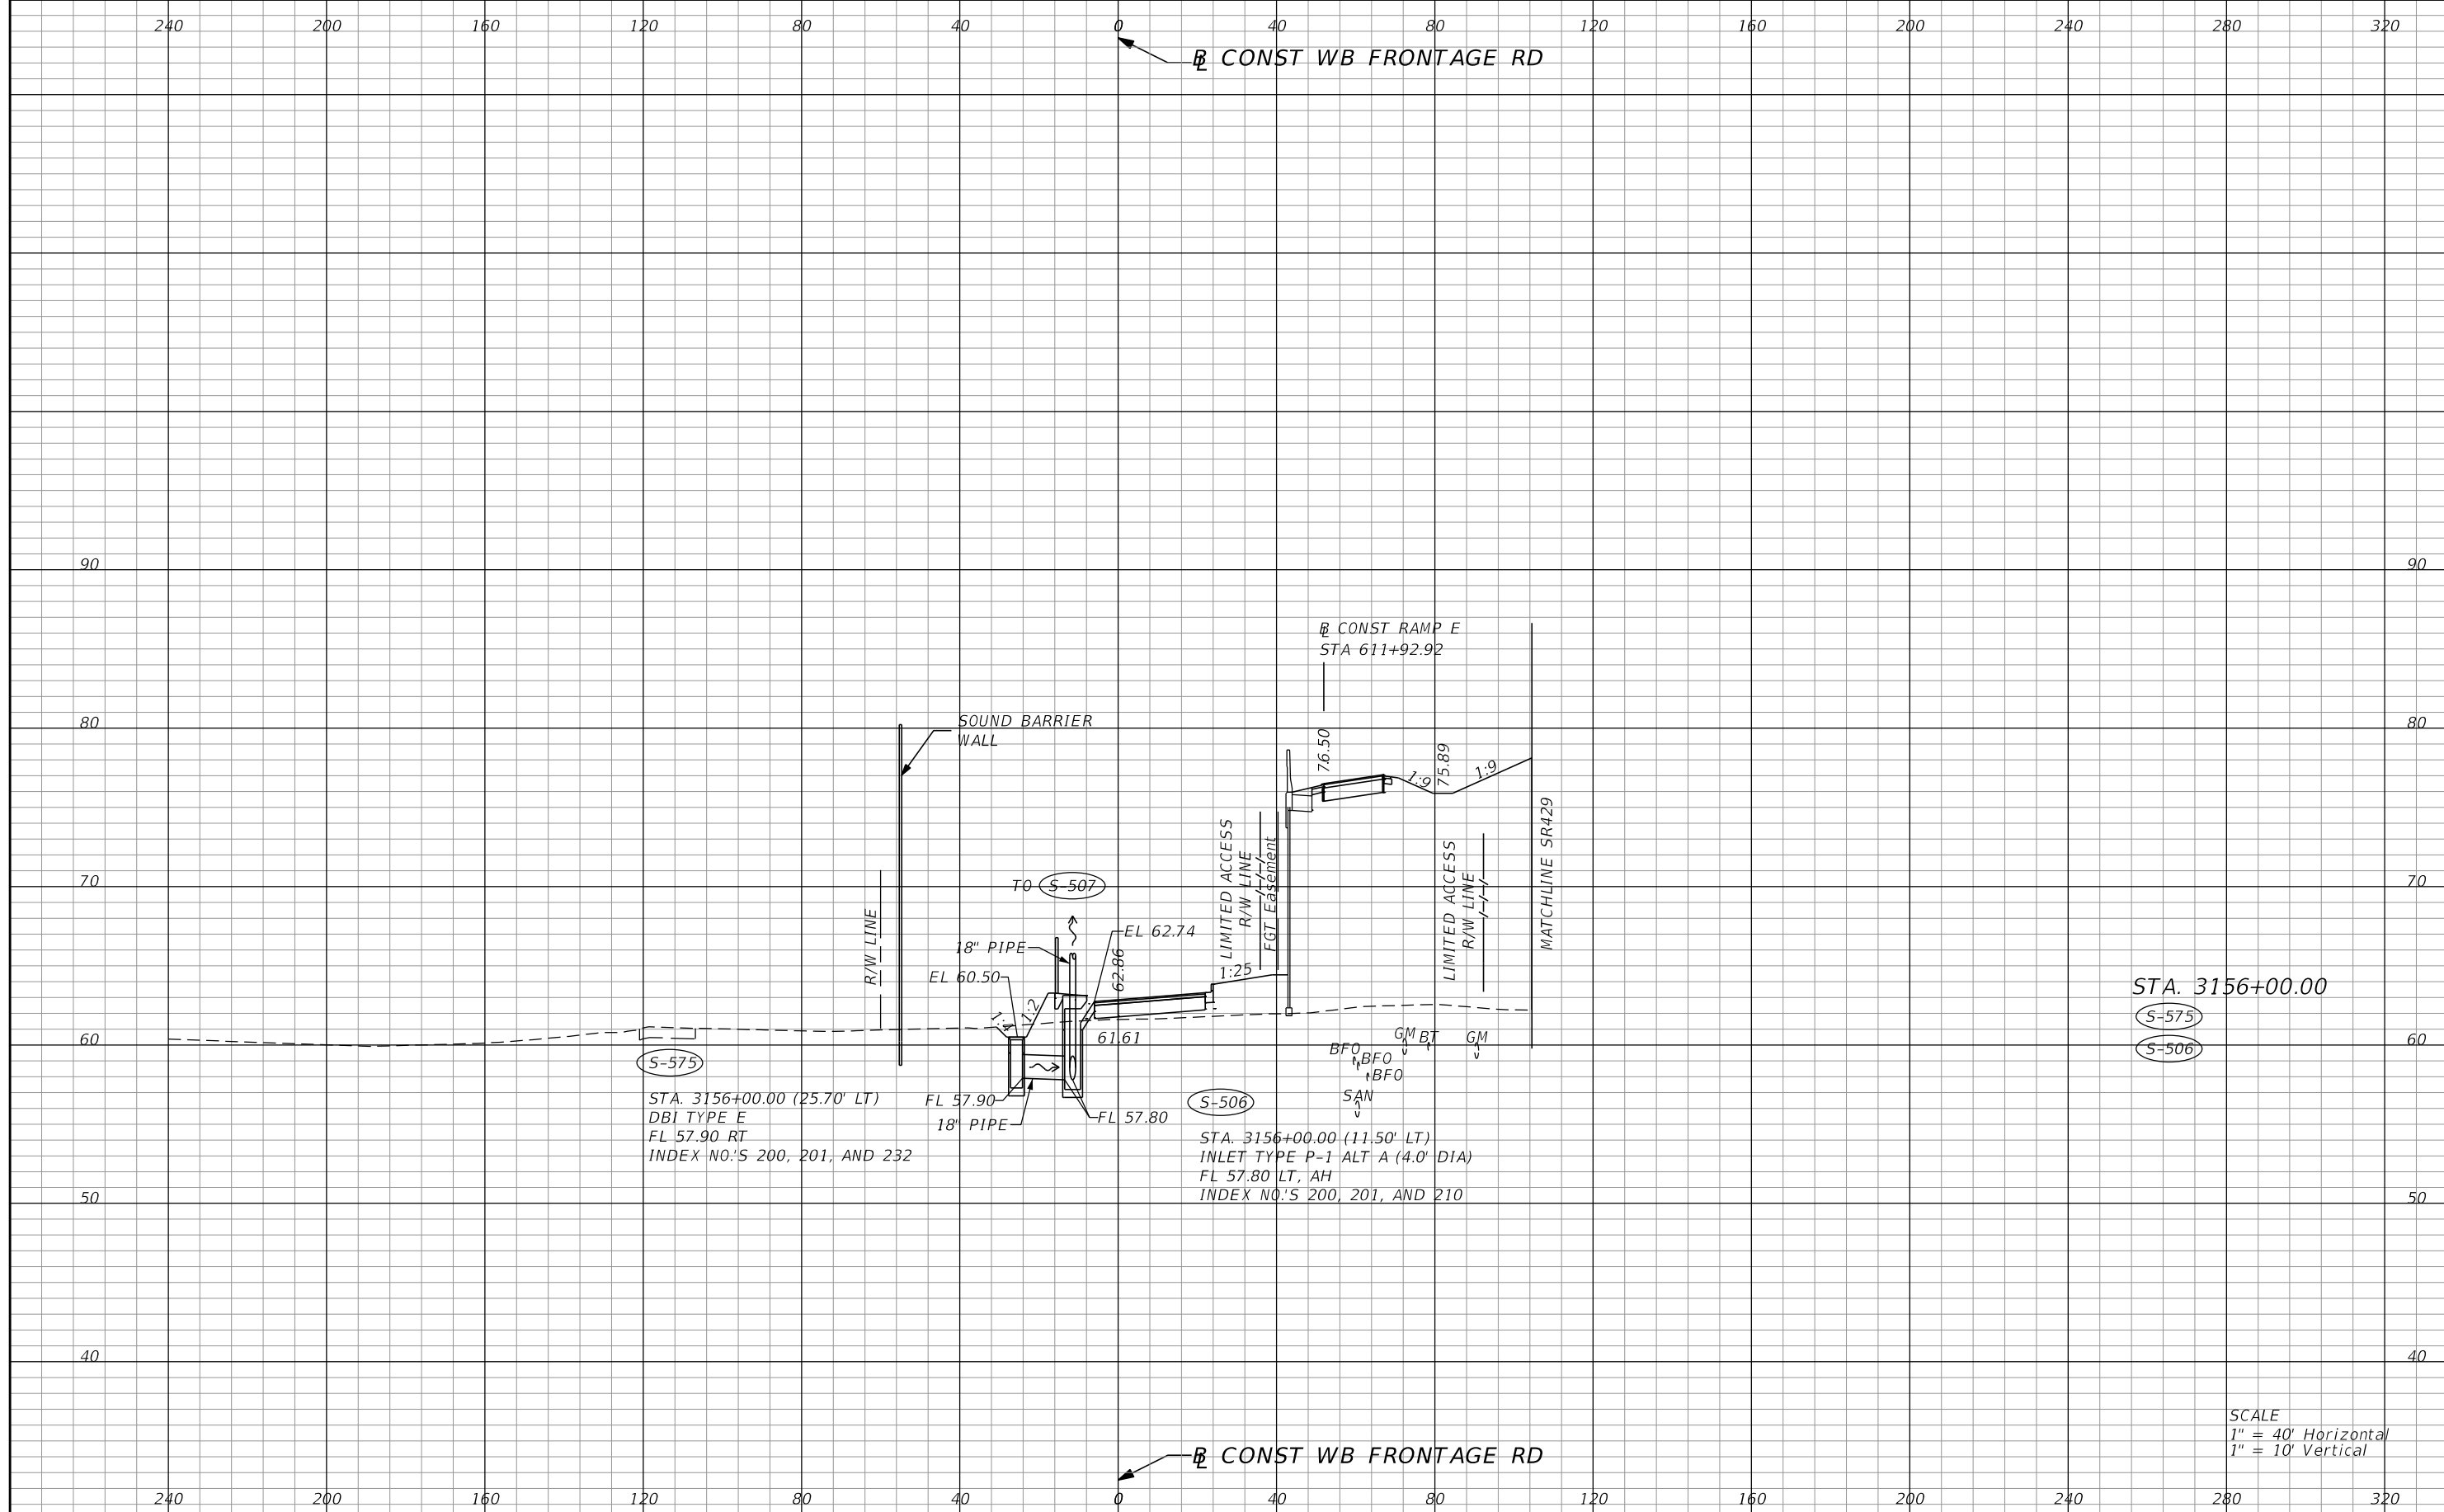 240 200 160 120 80 40 0 40 80 120 160 200 240 280 320
BL CONST WB FRONTAGE RD
90 90
BL CONST RAMP E
STA 611+92.92
80 80
SOUND BARRIER
WALL
76.50
75.89
1:9
1:9
MATCHLINE SR429
LIMITED ACCESS
R/W LINE
FGT Easement
LIMITED ACCESS
R/W LINE
70 70
TO S-507
R/W LINE
18" PIPE
EL 62.74
EL 60.50
62.86
1:25
1:4
1:2
STA. 3156+00.00
S-575
S-506
60 60
61.61
GM BT GM
BFO
BFO
BFO
SAN
S-575
STA. 3156+00.00 (25.70' LT)
DBI TYPE E
FL 57.90 RT
INDEX NO.'S 200, 201, AND 232
FL 57.90
18" PIPE
FL 57.80
S-506
STA. 3156+00.00 (11.50' LT)
INLET TYPE P-1 ALT A (4.0' DIA)
FL 57.80 LT, AH
INDEX NO.'S 200, 201, AND 210
50 50
40 40
SCALE
1" = 40' Horizontal
1" = 10' Vertical
BL CONST WB FRONTAGE RD
240 200 160 120 80 40 0 40 80 120 160 200 240 280 320